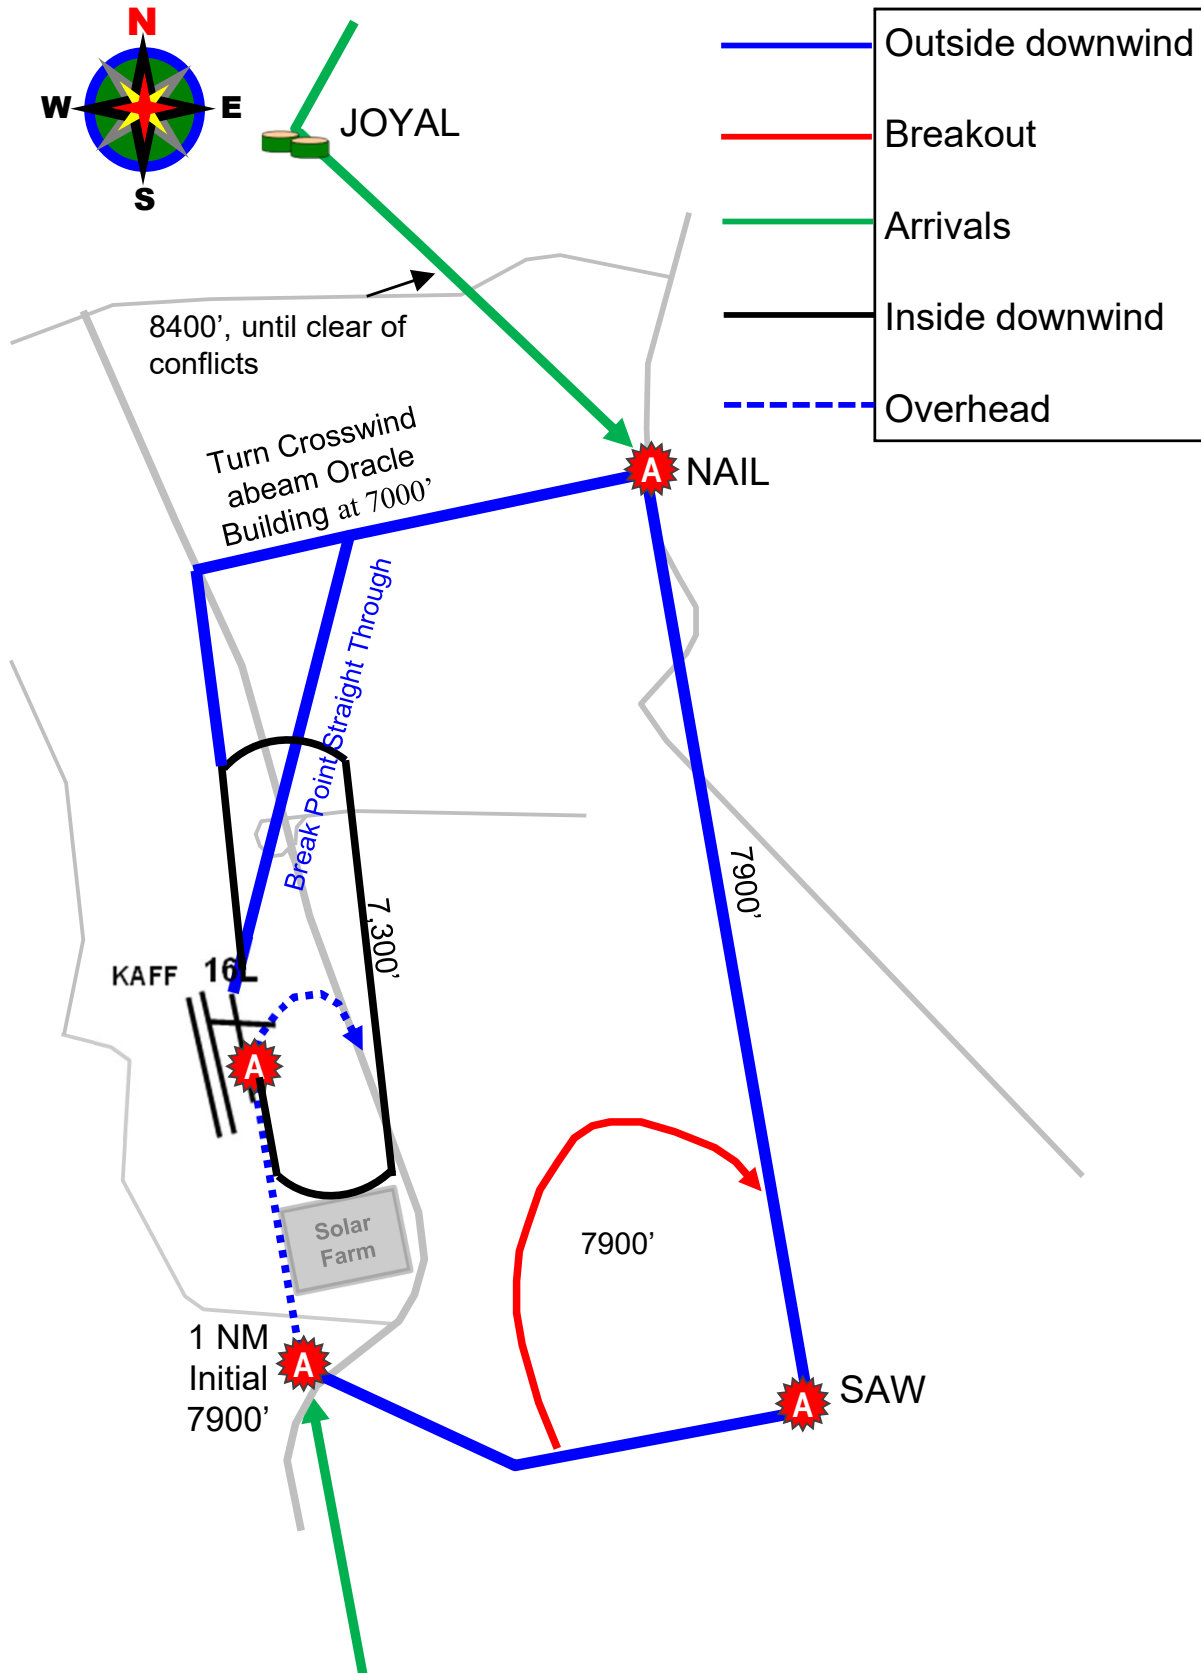 N
W
E
S
JOYAL
Outside downwind
Breakout
Arrivals
Inside downwind
Overhead
8400’, until clear of
conflicts
Turn Crosswind
abeam Oracle
Building at 7000’
A
NAIL
Break Point Straight Through
7900’
7,300’
KAFF
16L
A
Solar
Farm
7900’
1 NM
Initial
7900’
A
A
SAW